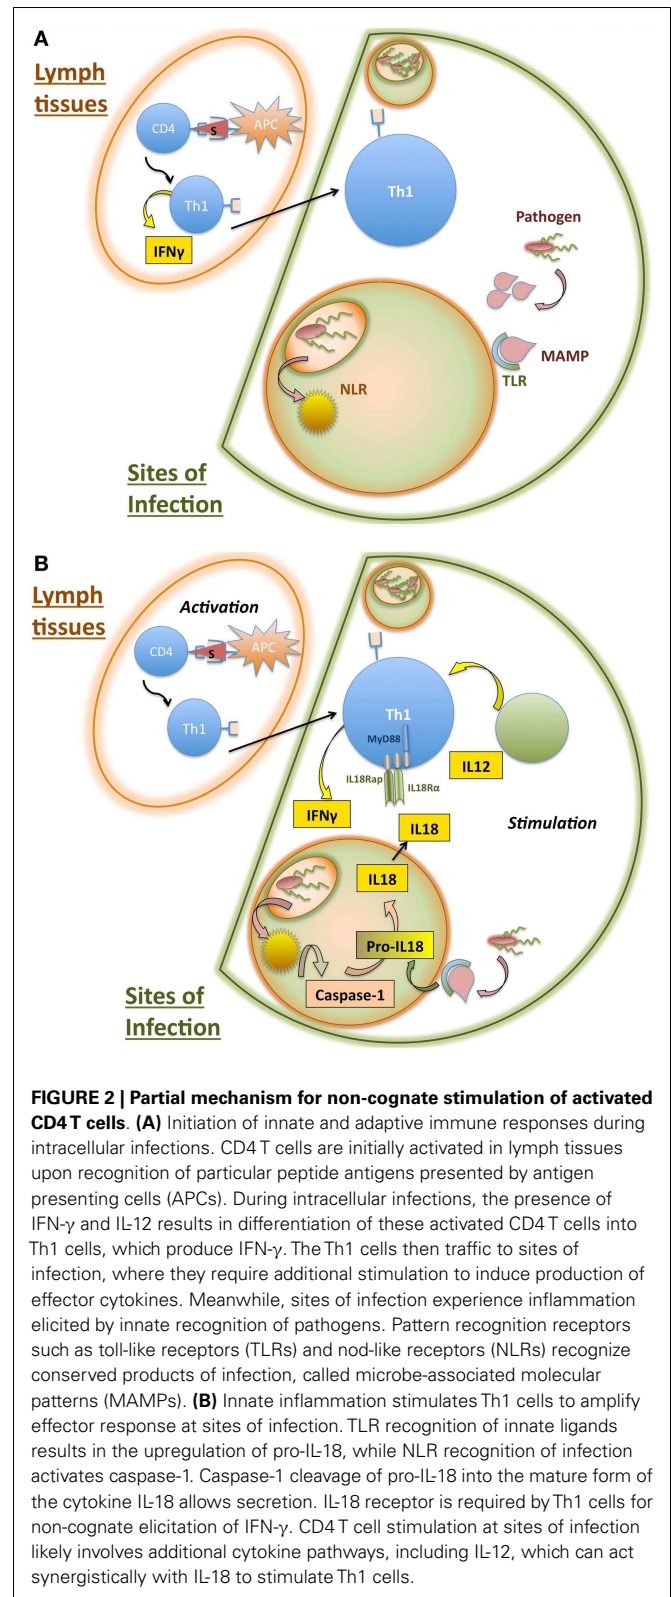 A
Lymph
tissues
CD4
S
APC
Th1
IFNγ
Th1
Pathogen
MAMP
TLR
NLR
Sites of
Infection
B
Lymph
tissues
Activation
CD4
S
APC
Th1
Th1
MyD88
IL18Rap
IL18Rα
IL12
IFNγ
IL18
Stimulation
IL18
Pro-IL18
Caspase-1
Sites of
Infection
FIGURE 2 | Partial mechanism for non-cognate stimulation of activated
CD4 T cells. (A) Initiation of innate and adaptive immune responses during
intracellular infections. CD4 T cells are initially activated in lymph tissues
upon recognition of particular peptide antigens presented by antigen
presenting cells (APCs). During intracellular infections, the presence of
IFN-γ and IL-12 results in differentiation of these activated CD4 T cells into
Th1 cells, which produce IFN-γ. The Th1 cells then traffic to sites of
infection, where they require additional stimulation to induce production of
effector cytokines. Meanwhile, sites of infection experience inflammation
elicited by innate recognition of pathogens. Pattern recognition receptors
such as toll-like receptors (TLRs) and nod-like receptors (NLRs) recognize
conserved products of infection, called microbe-associated molecular
patterns (MAMPs). (B) Innate inflammation stimulates Th1 cells to amplify
effector response at sites of infection. TLR recognition of innate ligands
results in the upregulation of pro-IL-18, while NLR recognition of infection
activates caspase-1. Caspase-1 cleavage of pro-IL-18 into the mature form of
the cytokine IL-18 allows secretion. IL-18 receptor is required by Th1 cells for
non-cognate elicitation of IFN-γ. CD4 T cell stimulation at sites of infection
likely involves additional cytokine pathways, including IL-12, which can act
synergistically with IL-18 to stimulate Th1 cells.